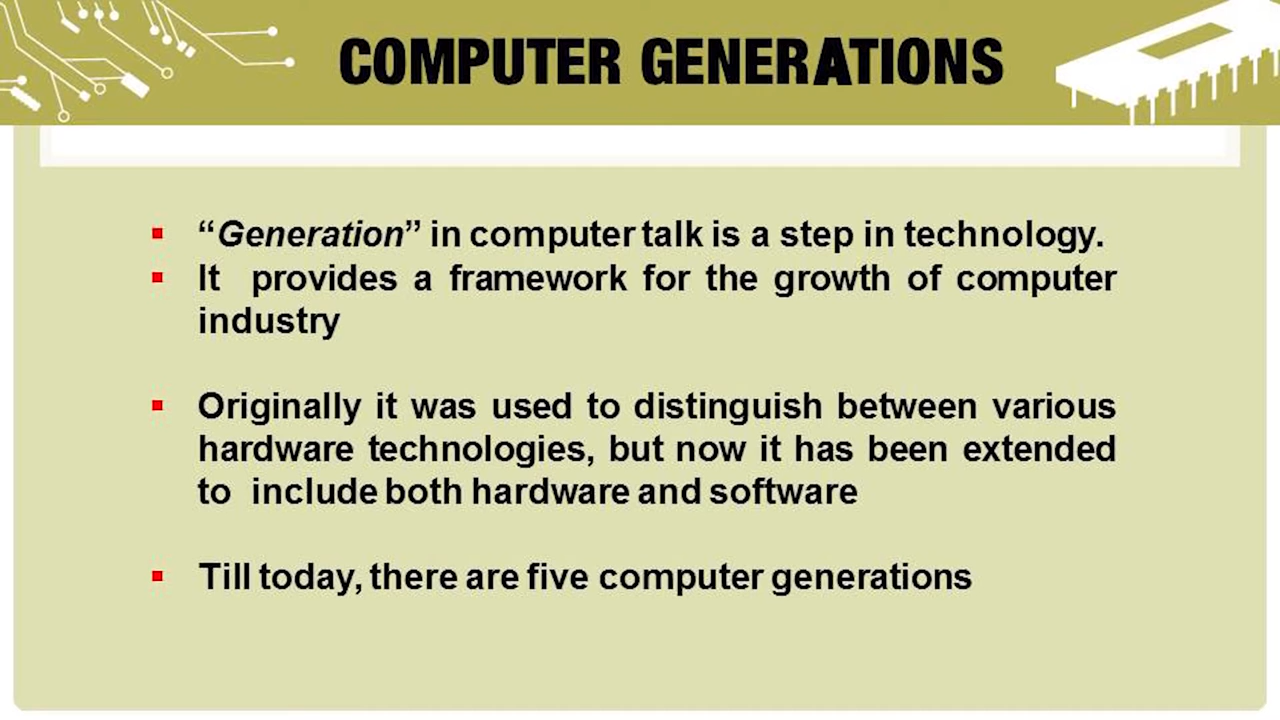 COMPUTER GENERATIONS
“Generation” in computer talk is a step in technology.
It provides a framework for the growth of computer
industry
Originally it was used to distinguish between various
hardware technologies, but now it has been extended
to include both hardware and software
Till today, there are five computer generations